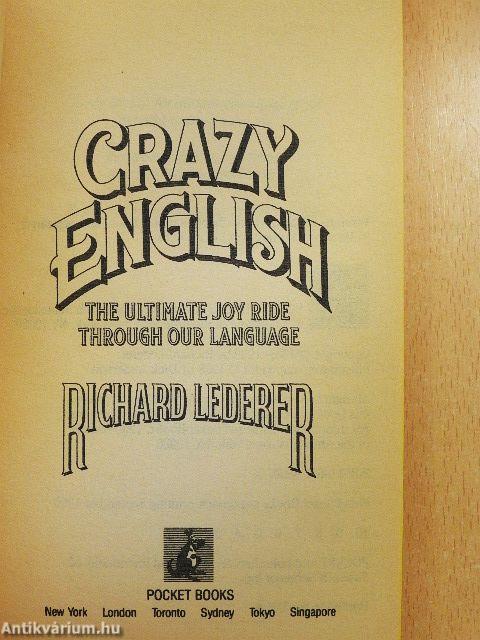 CRAZY
ENGLISH
THE ULTIMATE JOY RIDE
THROUGH OUR LANGUAGE
RICHARD LEDERER
POCKET BOOKS
New York London Toronto Sydney Tokyo Singapore
Antikvárium.hu